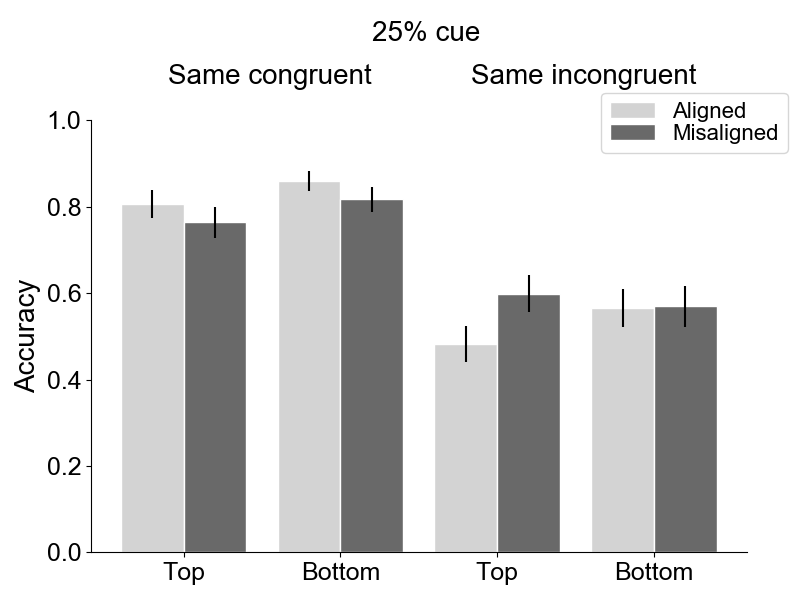 25% cue
Same congruent
Same incongruent
Aligned
Misaligned
1.0
0.8
0.6
0.4
0.2
0.0
Accuracy
Top
Bottom
Top
Bottom